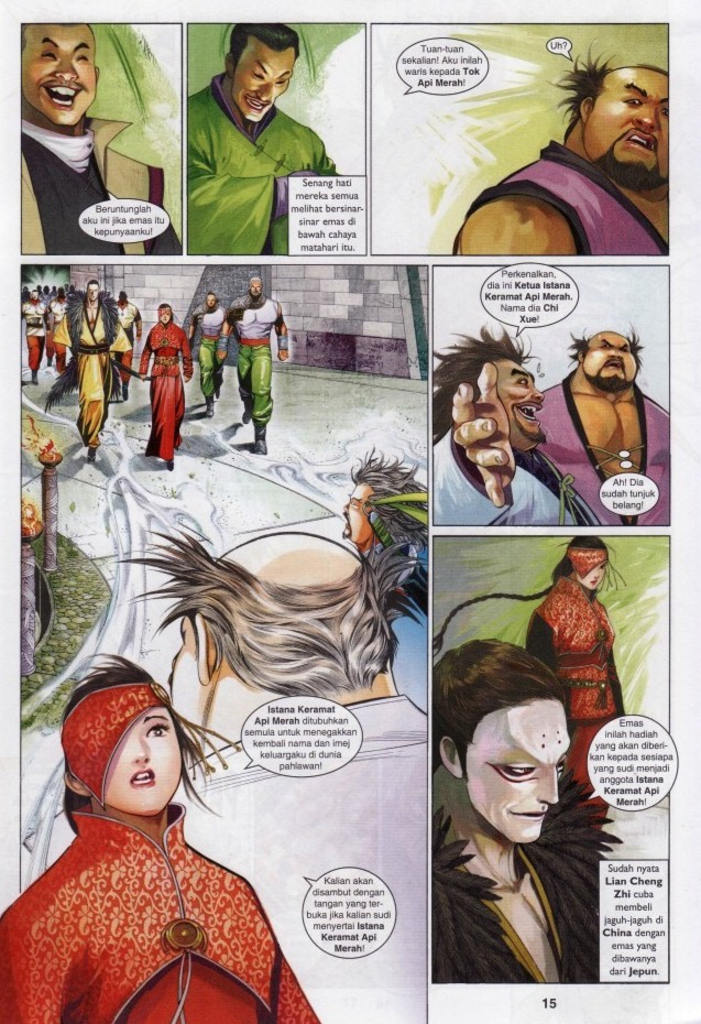 Beruntunglah
aku ini jika emas itu
kepunyaanku!
Senang hati
mereka semua
melihat bersinar-
sinar emas di
bawah cahaya
matahari itu.
Tuan-tuan
sekalian! Aku inilah
waris kepada Tok
Api Merah!
Uh?
Perkenalkan,
dia ini Ketua Istana
Keramat Api Merah.
Nama dia Chi
Xue!
Ah! Dia
sudah tunjuk
belang!
Istana Keramat
Api Merah ditubuhkan
semula untuk menegakkan
kembali nama dan imej
keluargaku di dunia
pahlawan!
Kalian akan
disambut dengan
tangan yang ter-
buka jika kalian sudi
menyertai Istana
Keramat Api
Merah!
Emas
inilah hadiah
yang akan diberi-
kan kepada sesiapa
yang sudi menjadi
anggota Istana
Keramat Api
Merah!
Sudah nyata
Lian Cheng
Zhi cuba
membeli
jaguh-jaguh di
China dengan
emas yang
dibawanya
dari Jepun.
15